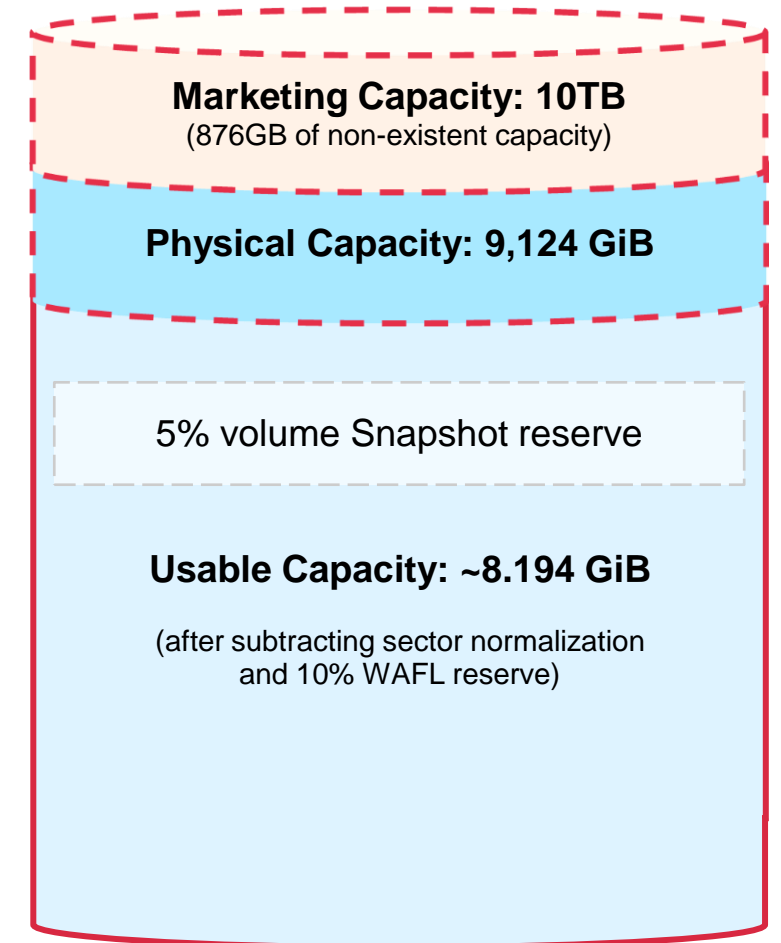 Marketing Capacity: 10TB
(876GB of non-existent capacity)
Physical Capacity: 9,124 GiB
5% volume Snapshot reserve
Usable Capacity: ~8.194 GiB
(after subtracting sector normalization
and 10% WAFL reserve)